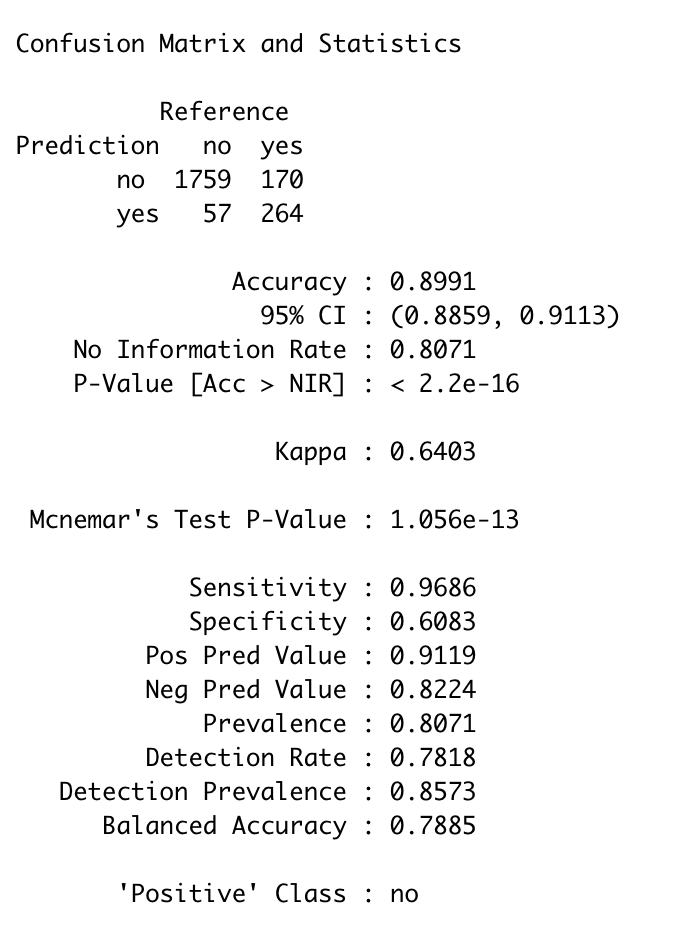 Confusion Matrix and Statistics
Reference
Prediction no yes
no 1759 170
yes 57 264
Accuracy : 0.8991
95% CI : (0.8859, 0.9113)
No Information Rate : 0.8071
P-Value [Acc > NIR] : < 2.2e-16
Kappa : 0.6403
Mcnemar's Test P-Value : 1.056e-13
Sensitivity : 0.9686
Specificity : 0.6083
Pos Pred Value : 0.9119
Neg Pred Value : 0.8224
Prevalence : 0.8071
Detection Rate : 0.7818
Detection Prevalence : 0.8573
Balanced Accuracy : 0.7885
'Positive' Class : no